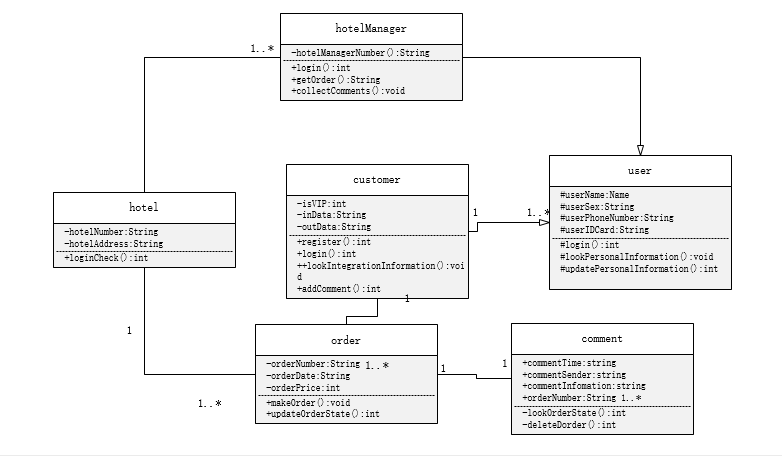 hotelManager
1..*
-hotelManagerNumber():String
+login():int
+getOrder():String
+collectComments():void
user
#userName:Name
#userSex:String
#userPhoneNumber:String
#userIDCard:String
#login():int
#lookPersonalInformation():void
#updatePersonalInformation():int
customer
-isVIP:int
-inData:String
-outData:String
+register():int
+login():int
++lookIntegrationInformation():voi
d
+addComment():int
1
1..*
1
hotel
-hotelNumber:String
-hotelAddress:String
+loginCheck():int
1
1..*
order
-orderNumber:String 1..*
-orderDate:String
-orderPrice:int
+makeOrder():void
+updateOrderState():int
1
1
comment
+commentTime:string
+commentSender:string
+commentInfomation:string
+orderNumber:String 1..*
-lookOrderState():int
-deleteDorder():int